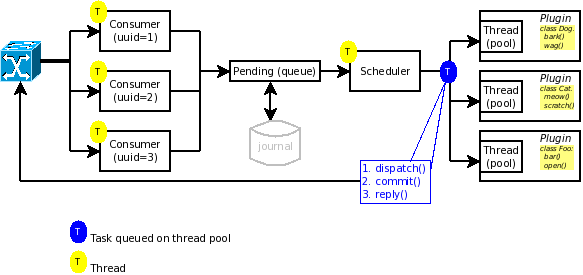 T
Consumer
(uuid=1)
T
Consumer
(uuid=2)
T
Consumer
(uuid=3)
Pending (queue)
journal
T
Scheduler
T
1. dispatch()
2. commit()
3. reply()
Plugin
Thread
(pool)
class Dog:
bark()
wag()
Plugin
Thread
(pool)
class Cat:
meow()
scratch()
Plugin
Thread
(pool)
class Foo:
bar()
open()
T
Task queued on thread pool
T
Thread